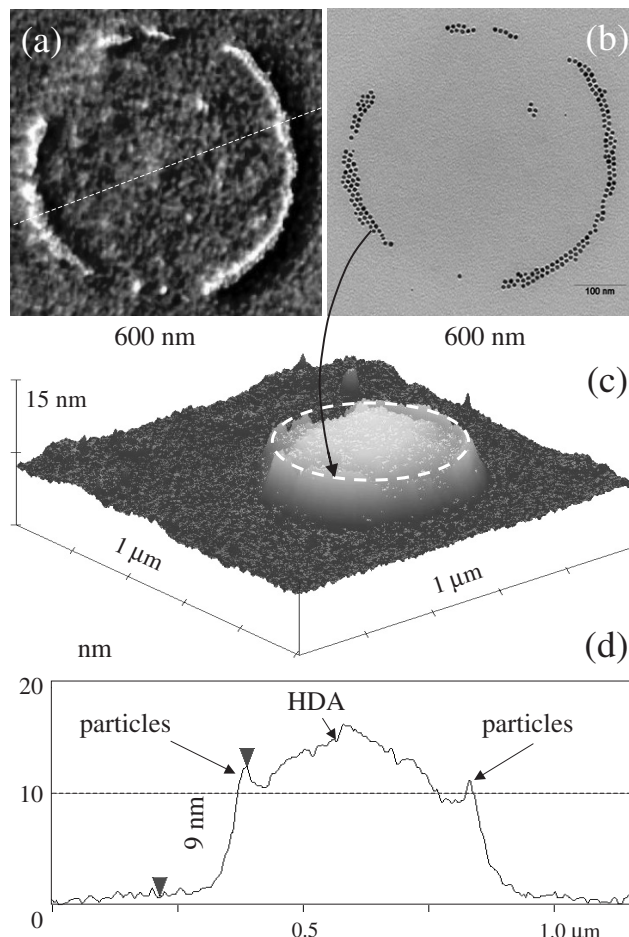 (a)
(b)
100 nm
600 nm
600 nm
(c)
15 nm
1 μm
1 μm
nm
(d)
20
HDA
particles
particles
10
9 nm
0
0.5
1.0 μm